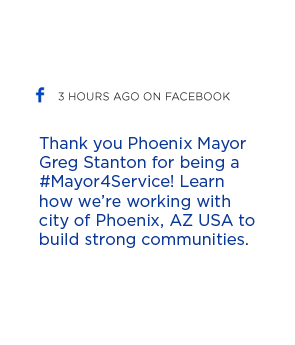 3 HOURS AGO ON FACEBOOK
Thank you Phoenix Mayor
Greg Stanton for being a
#Mayor4Service! Learn
how we’re working with
city of Phoenix, AZ USA to
build strong communities.